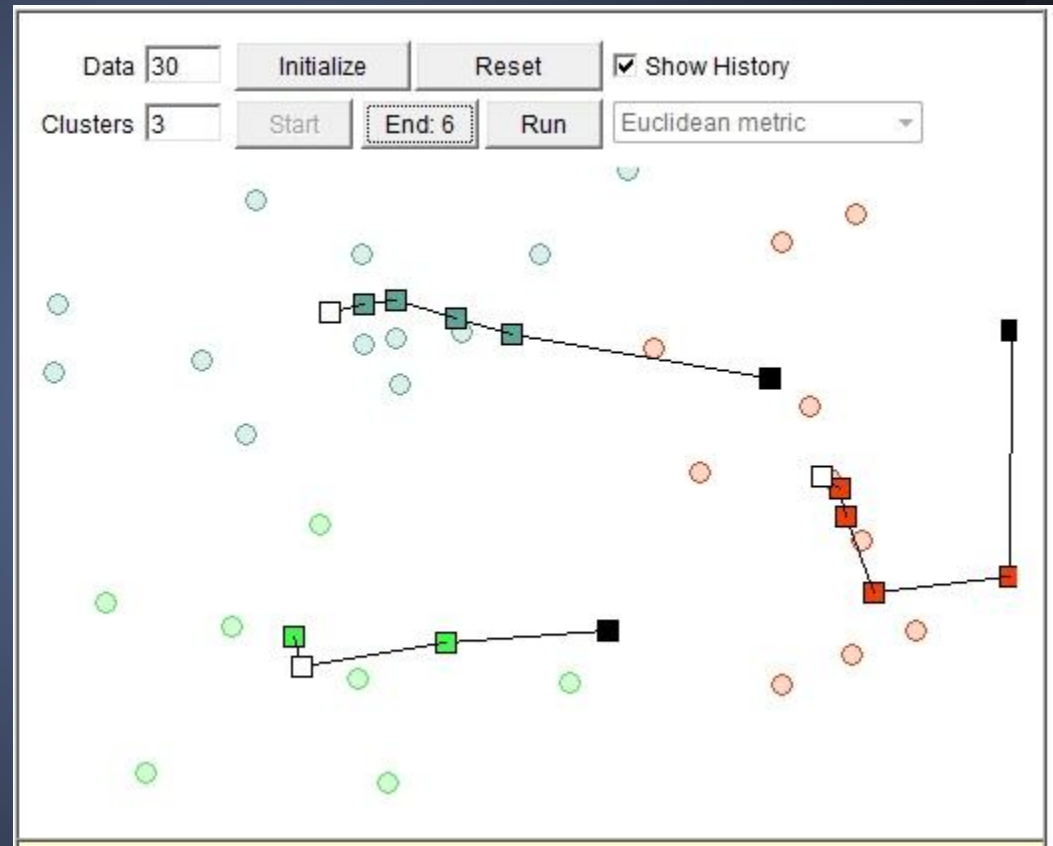 Data 30 Initialize Reset Show History
Clusters 3 Start End: 6 Run Euclidean metric